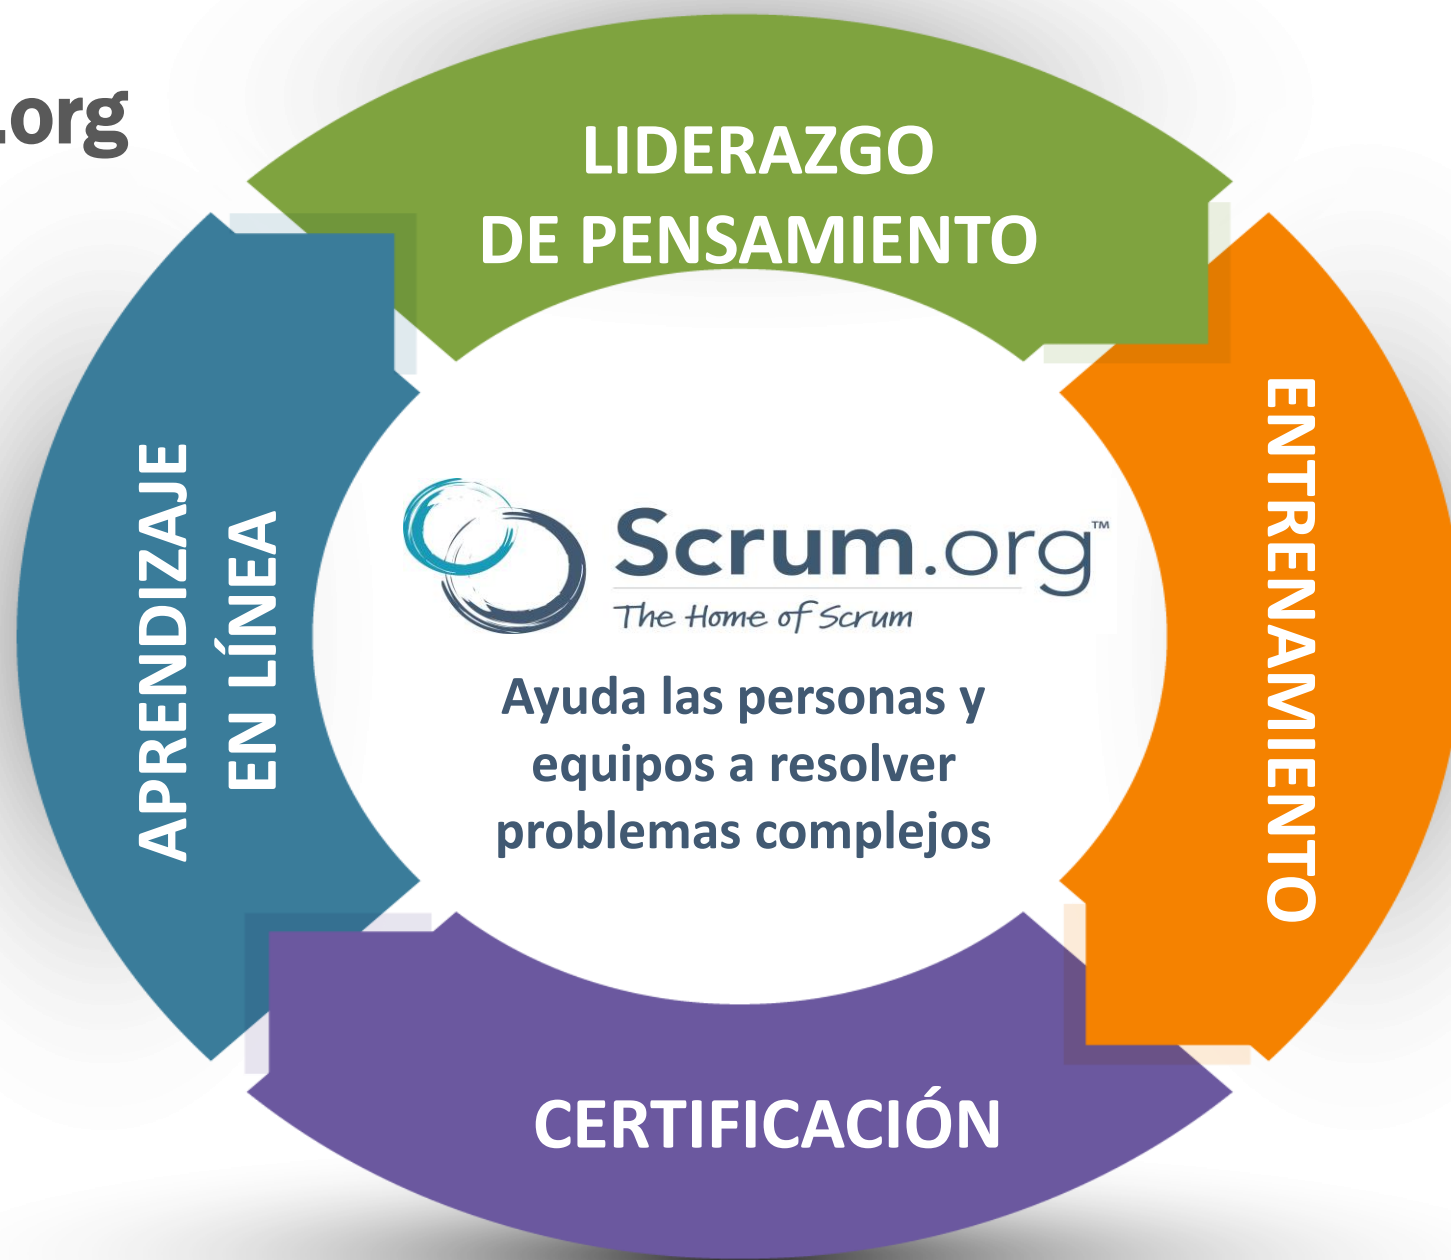 .org
LIDERAZGO
DE PENSAMIENTO
ENTRENAMIENTO
APRENDIZAJE
EN LÍNEA
Scrum.org™
The Home of Scrum
Ayuda las personas y
equipos a resolver
problemas complejos
CERTIFICACIÓN